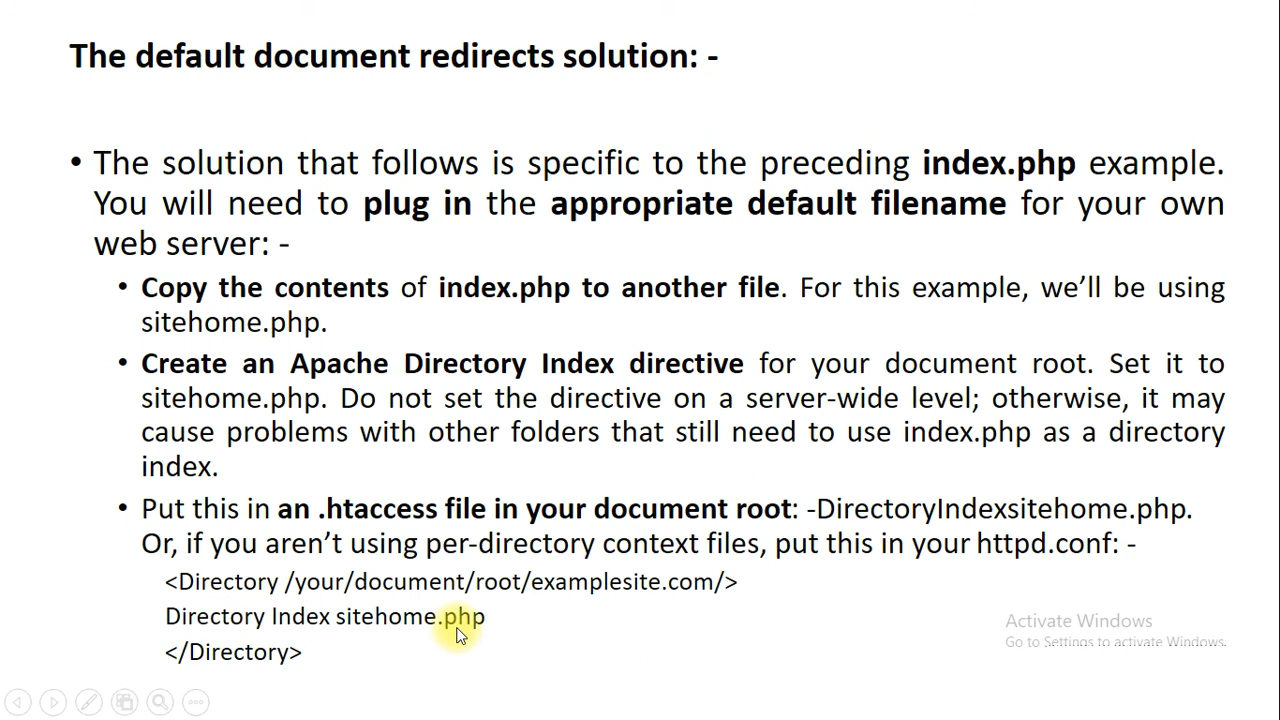 The default document redirects solution: -
• The solution that follows is specific to the preceding index.php example.
You will need to plug in the appropriate default filename for your own
web server: -
• Copy the contents of index.php to another file. For this example, we’ll be using
sitehome.php.
• Create an Apache Directory Index directive for your document root. Set it to
sitehome.php. Do not set the directive on a server-wide level; otherwise, it may
cause problems with other folders that still need to use index.php as a directory
index.
• Put this in an .htaccess file in your document root: -DirectoryIndexsitehome.php.
Or, if you aren’t using per-directory context files, put this in your httpd.conf: -
<Directory /your/document/root/examplesite.com/>
Directory Index sitehome.php
</Directory>
Activate Windows
Go to Settings to activate Windows.